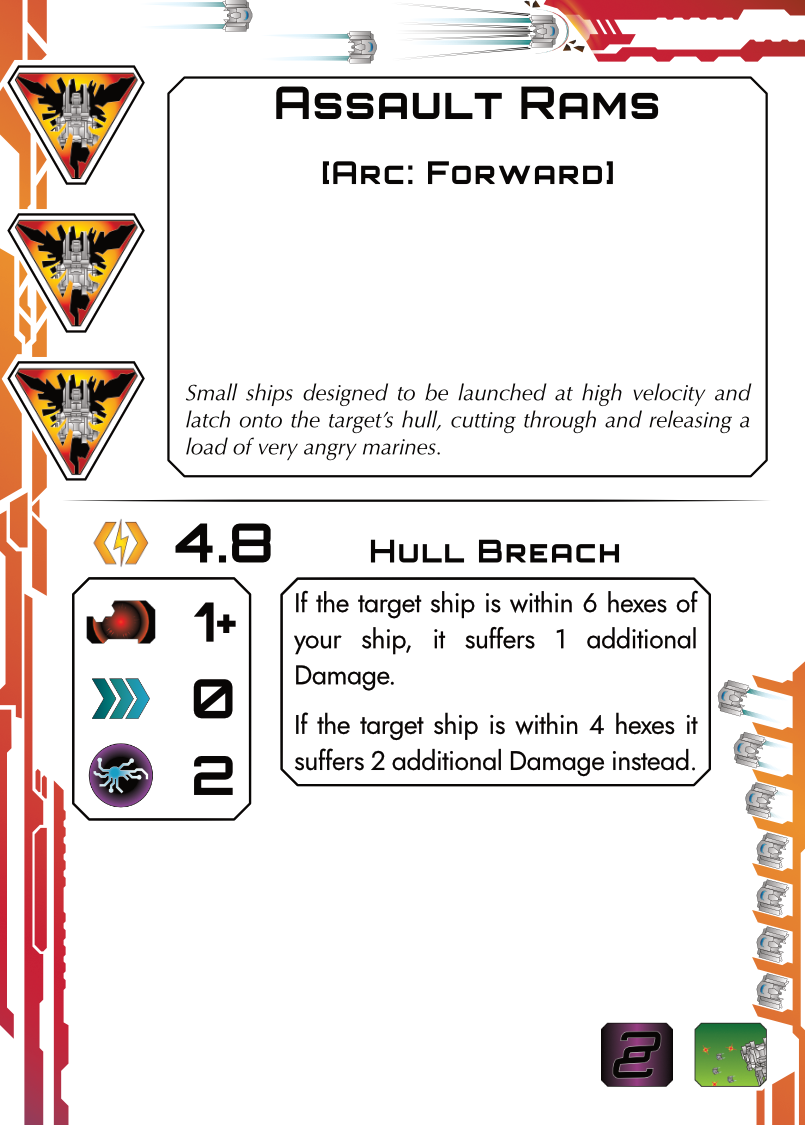 Assault Rams
[Arc: Forward]
Small ships designed to be launched at high velocity and
latch onto the target's hull, cutting through and releasing a
load of very angry marines.
4.8
Hull Breach
1+
0
2
If the target ship is within 6 hexes of
your ship, it suffers 1 additional
Damage.
If the target ship is within 4 hexes it
suffers 2 additional Damage instead.
2